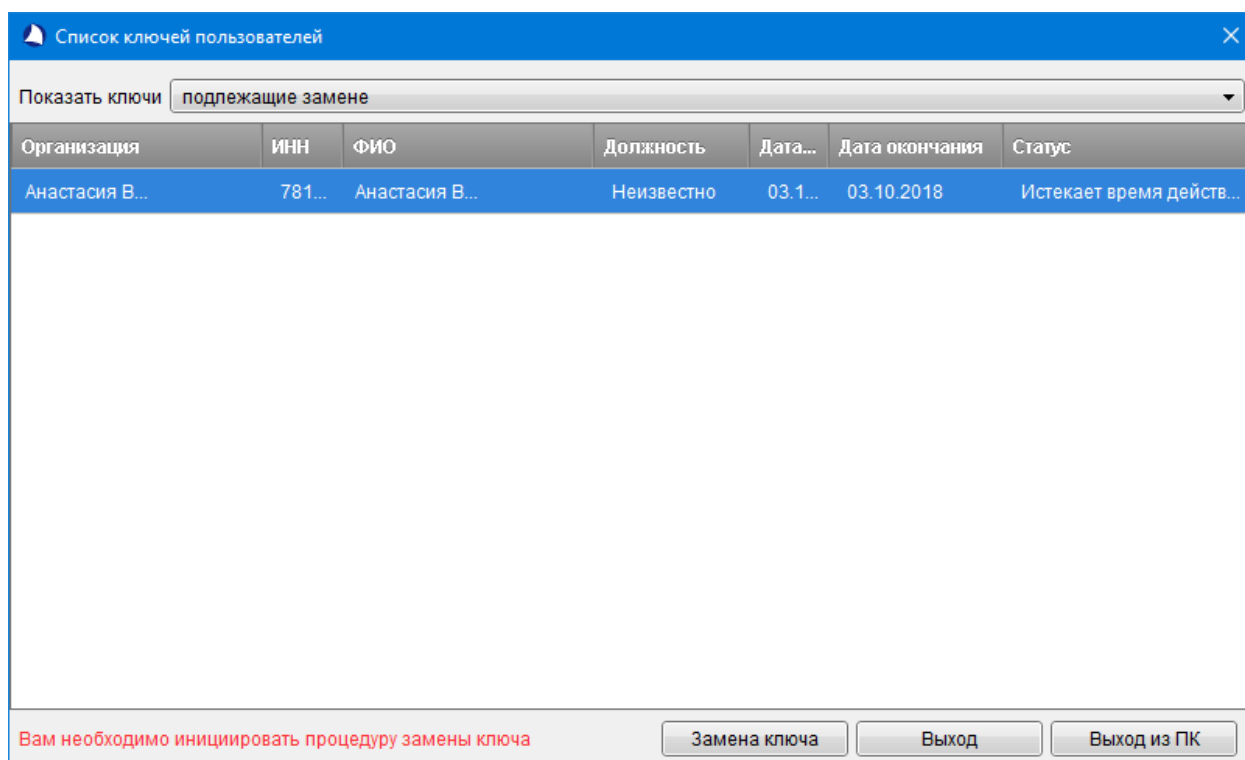 Список ключей пользователей
Показать ключи подлежащие замене
Организация ИНН ФИО Должность Дата... Дата окончания Статус
Анастасия В... 781... Анастасия В... Неизвестно 03.1... 03.10.2018 Истекает время действ...
Вам необходимо инициировать процедуру замены ключа Замена ключа Выход Выход из ПК